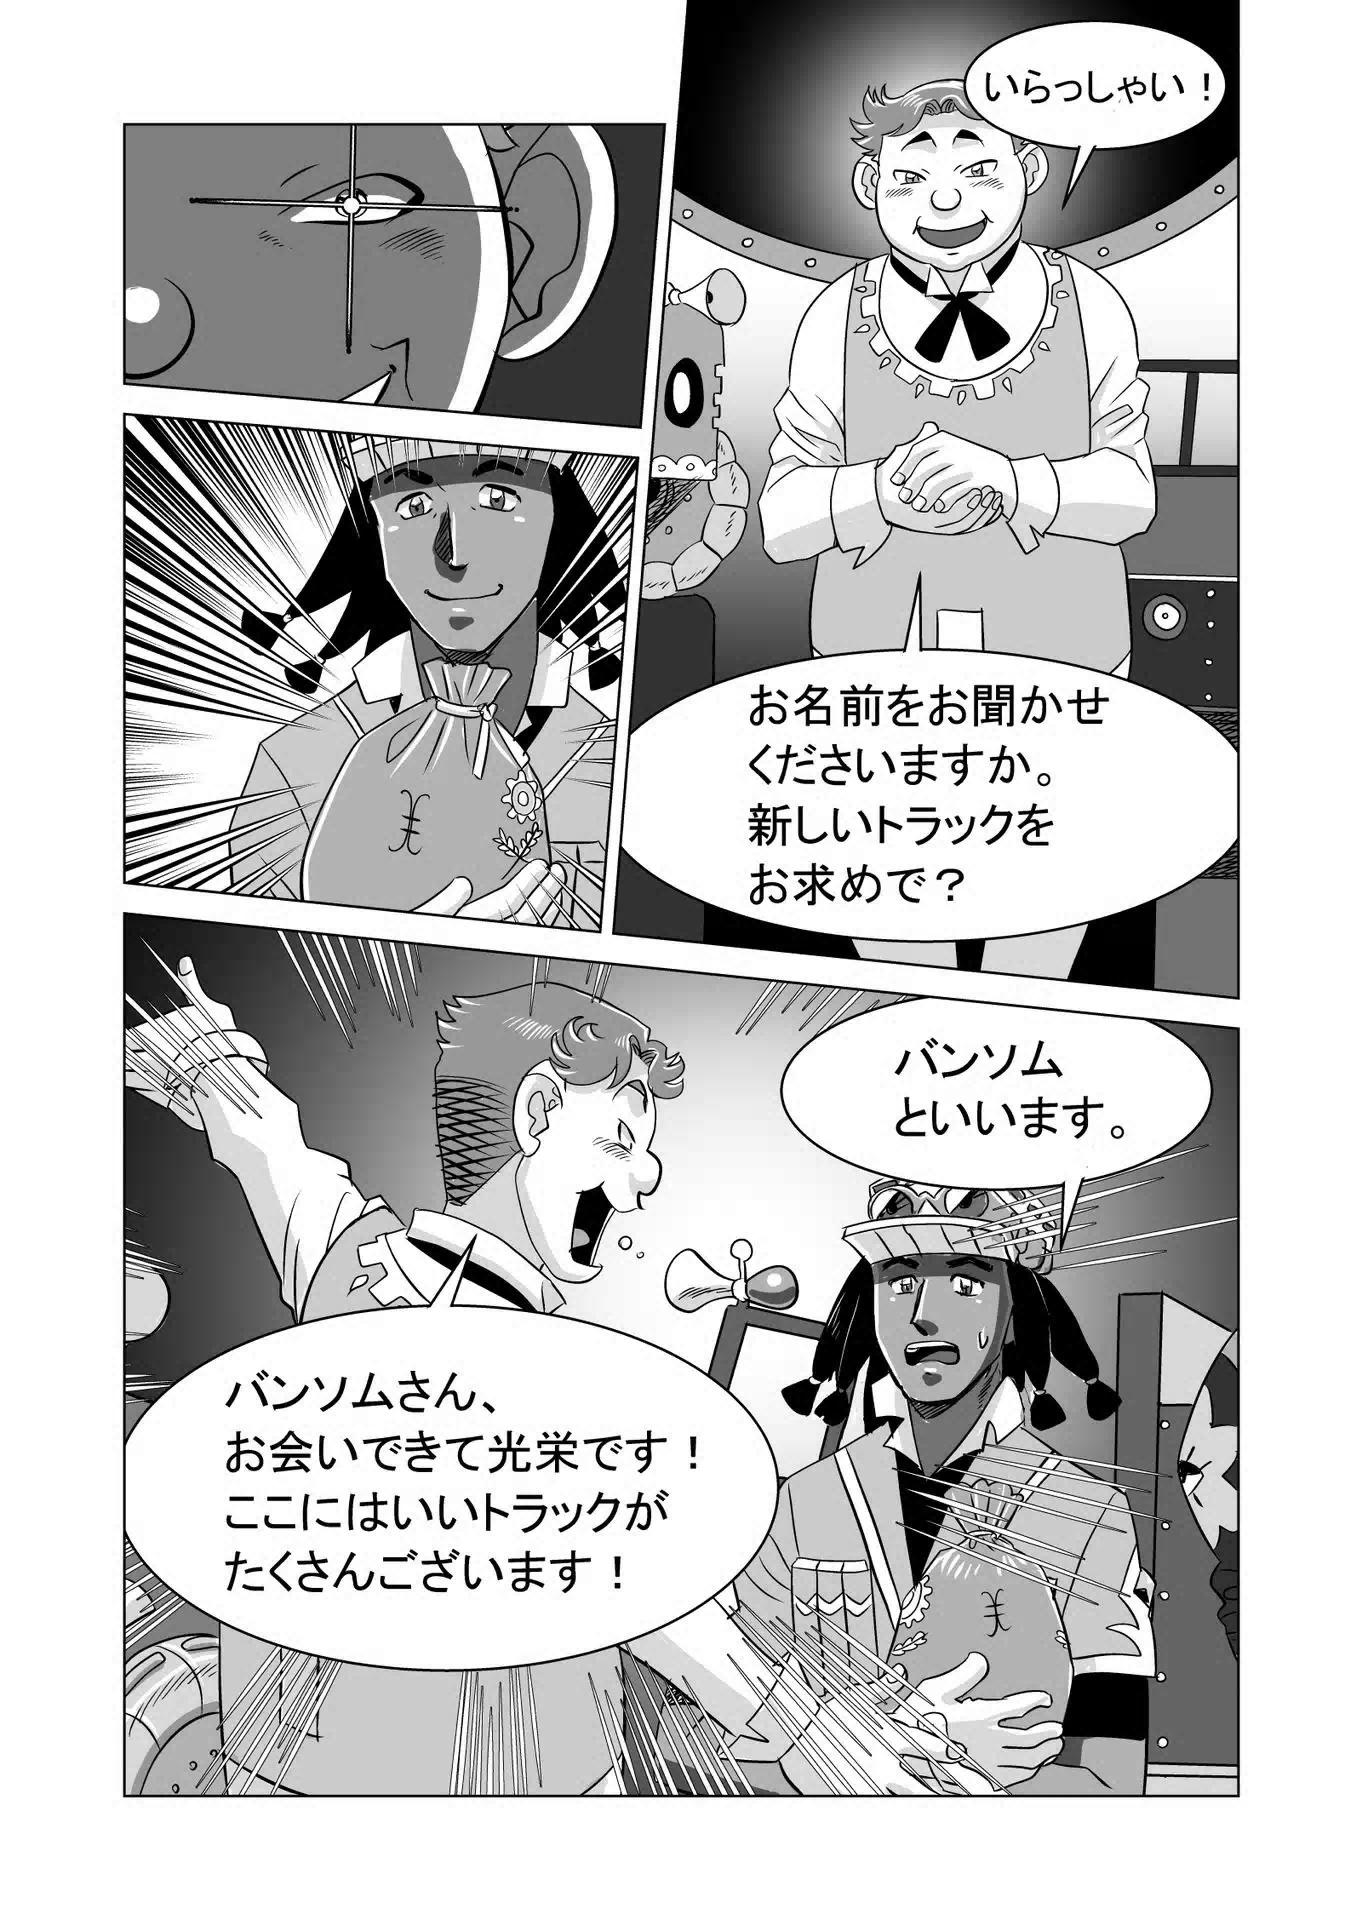 いらっしゃい！
お名前をお聞かせ
くださいますか。
新しいトラックを
お求めで？
バンソム
といいます。
バンソムさん、
お会いできて光栄です！
ここにはいいトラックが
たくさんございます！